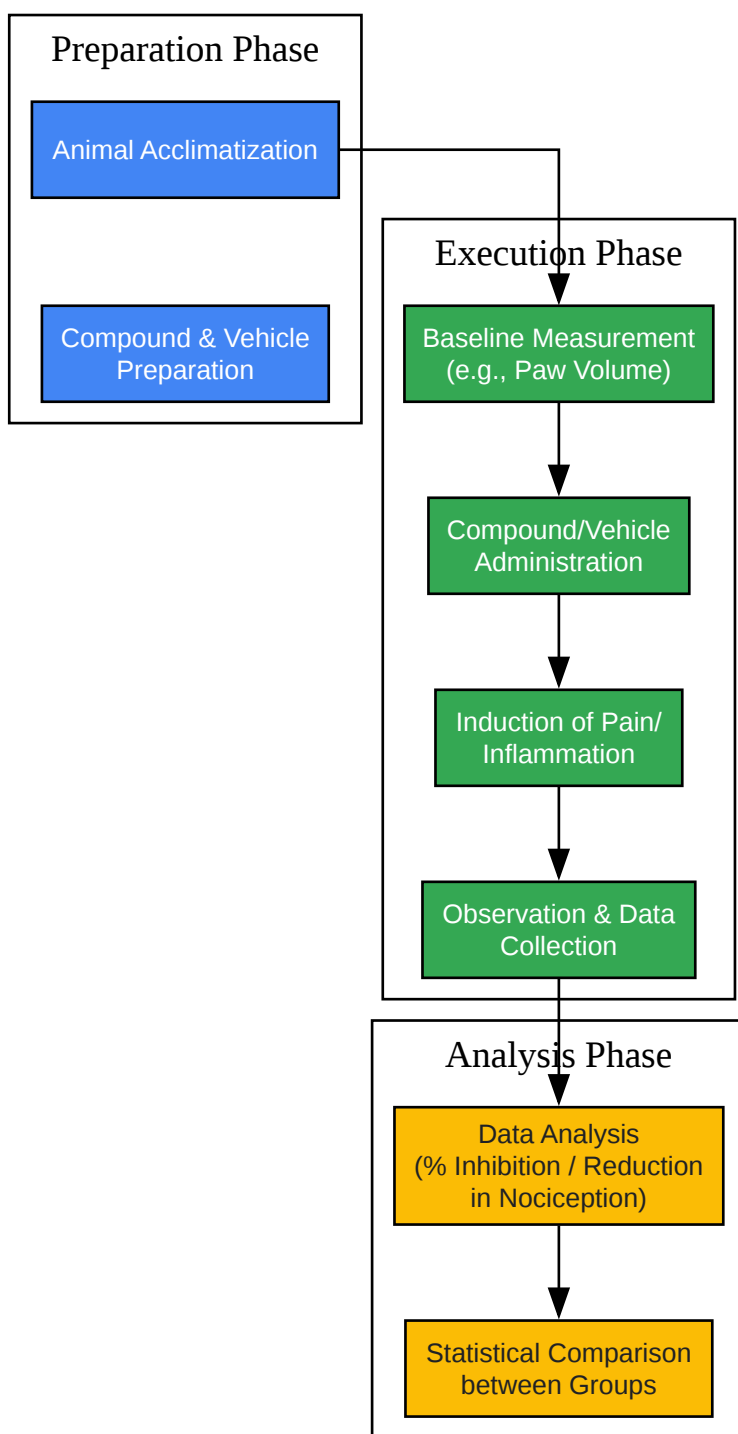 Preparation Phase
Animal Acclimatization
Compound & Vehicle
Preparation
Execution Phase
Baseline Measurement
(e.g., Paw Volume)
Compound/Vehicle
Administration
Induction of Pain/
Inflammation
Observation & Data
Collection
Analysis Phase
Data Analysis
(% Inhibition / Reduction
in Nociception)
Statistical Comparison
between Groups